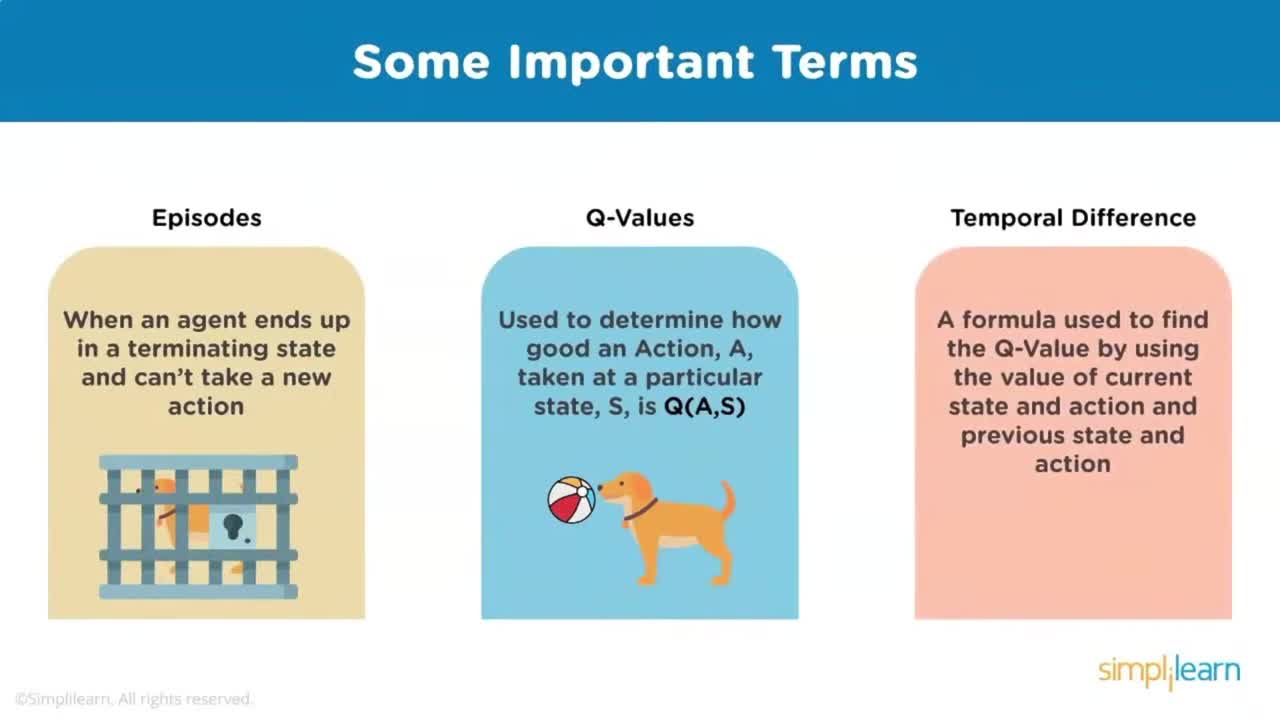 Some Important Terms
Episodes
When an agent ends up
in a terminating state
and can't take a new
action
Q-Values
Used to determine how
good an Action, A,
taken at a particular
state, S, is Q(A,S)
Temporal Difference
A formula used to find
the Q-Value by using
the value of current
state and action and
previous state and
action
simplilearn
©Simplilearn. All rights reserved.